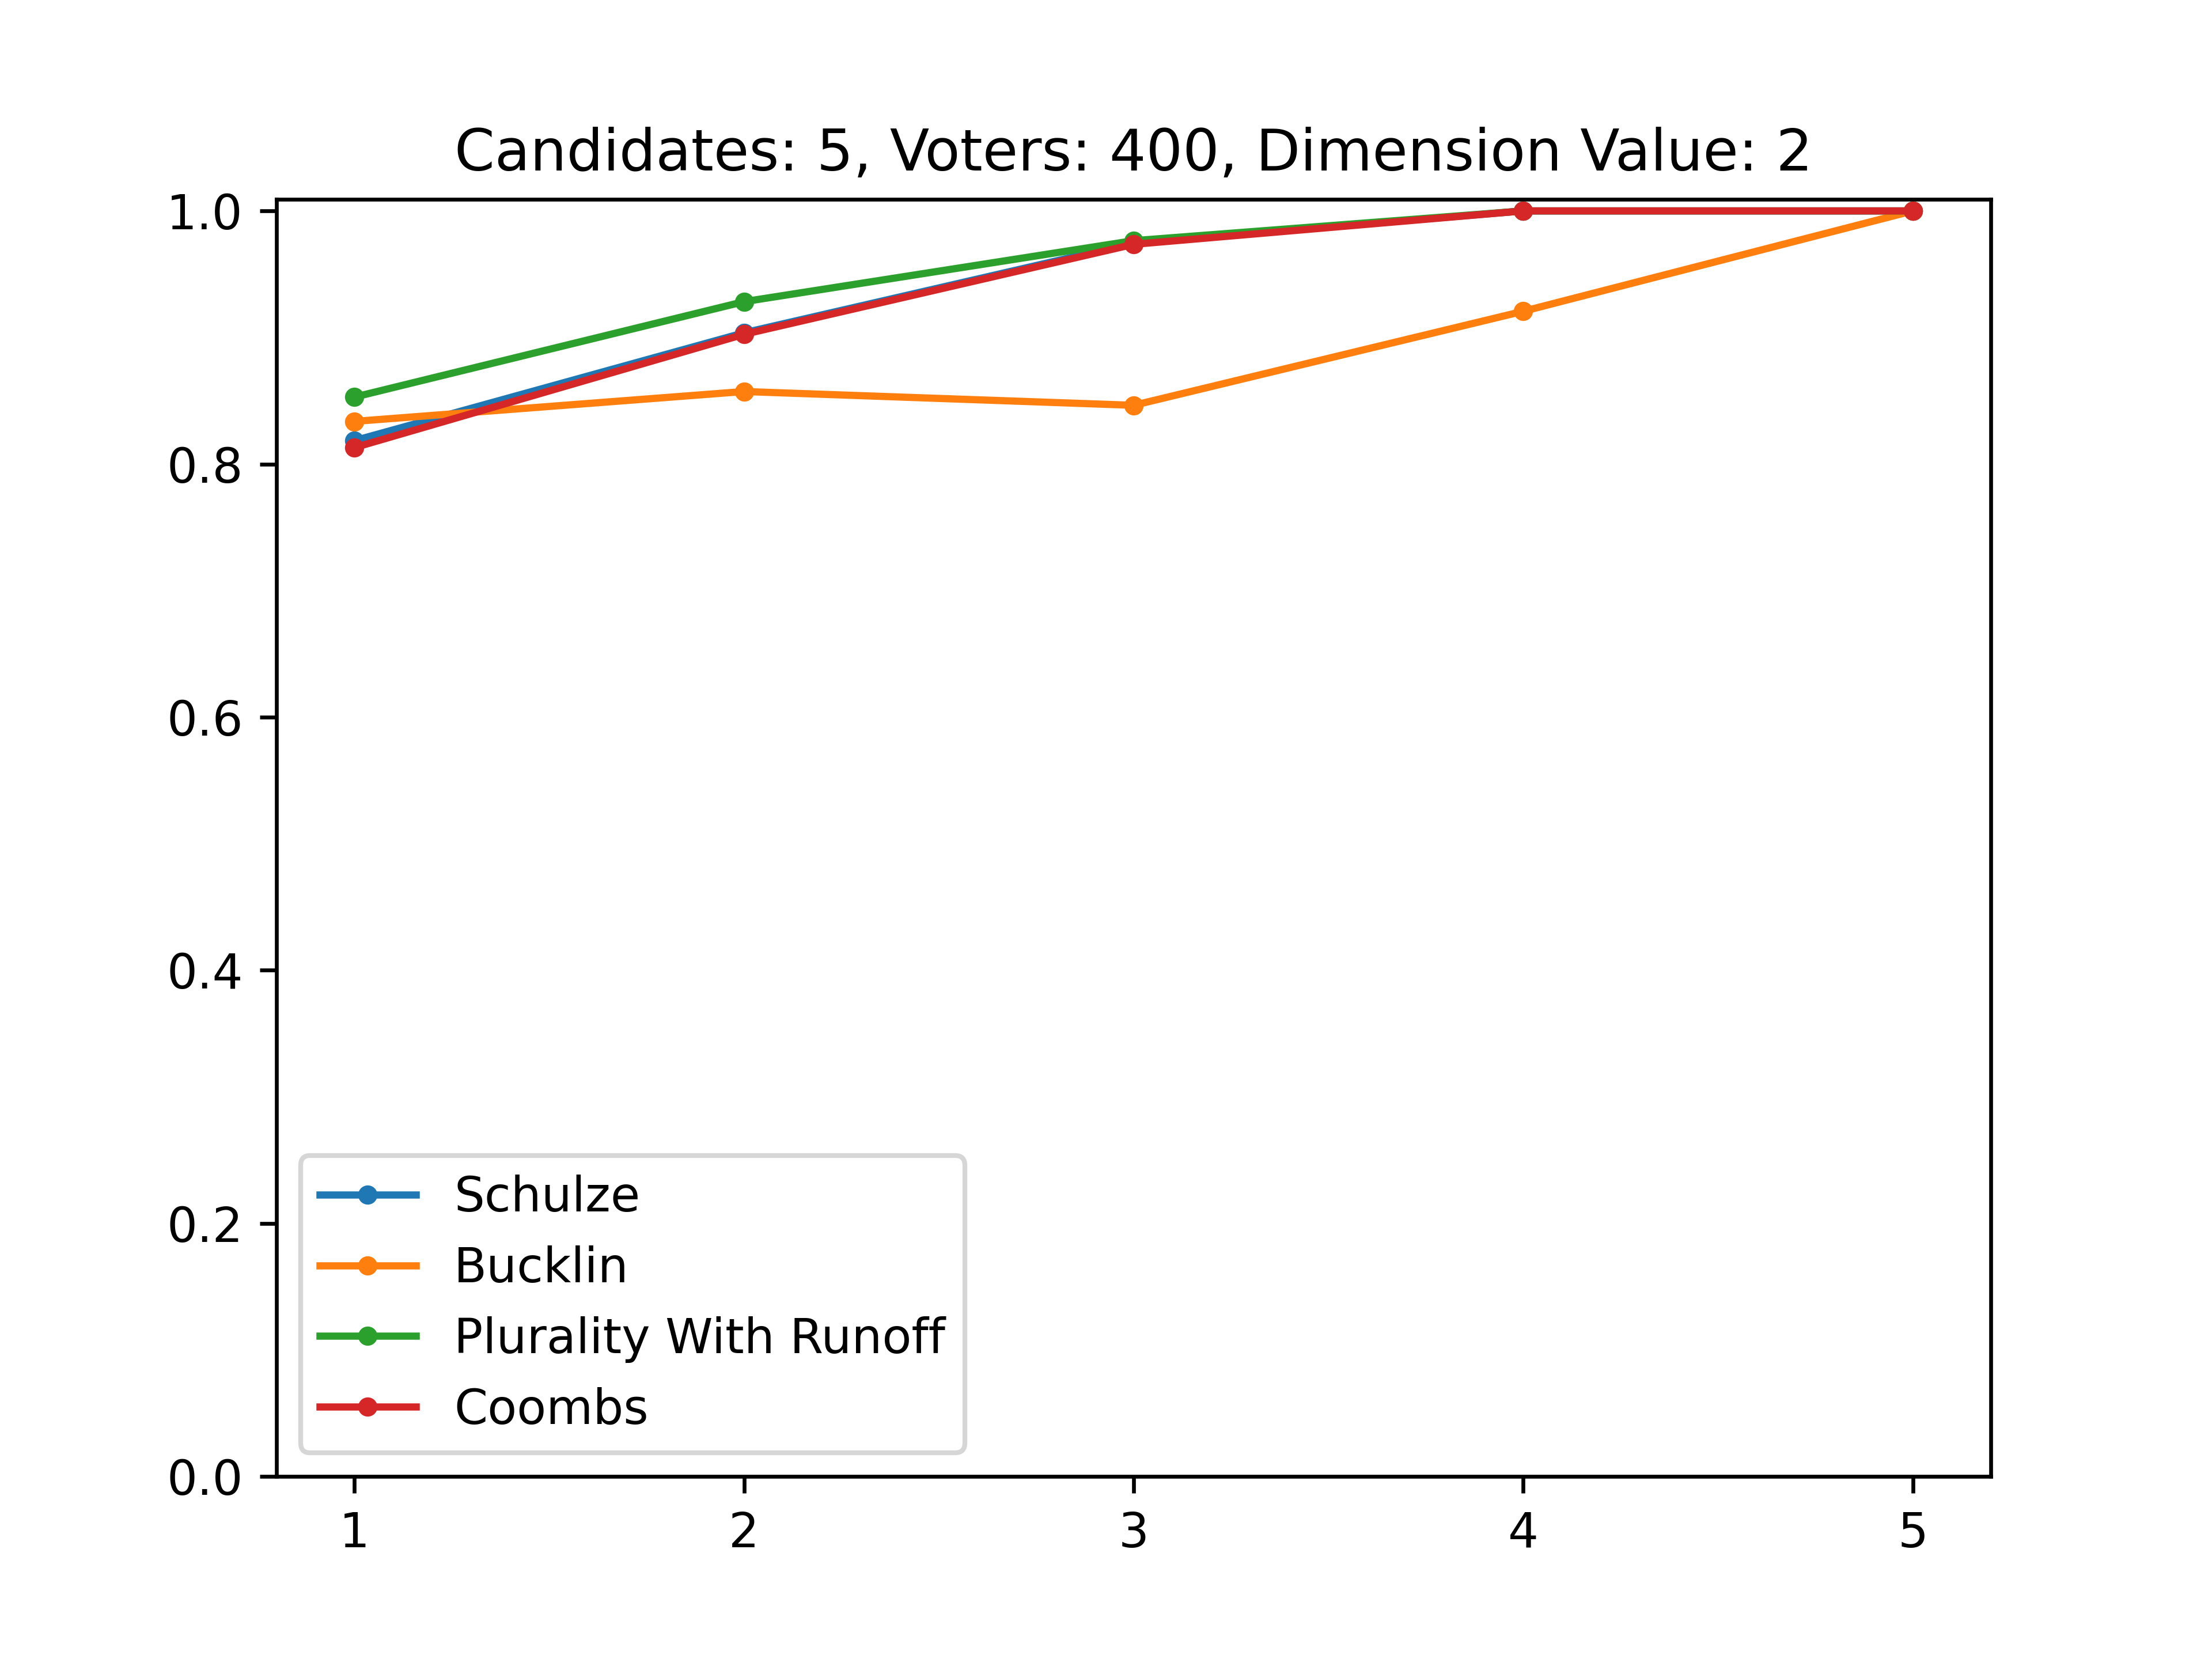 Candidates: 5, Voters: 400, Dimension Value: 2
1.0
0.8
0.6
0.4
0.2
0.0
Schulze
Bucklin
Plurality With Runoff
Coombs
1 2 3 4 5